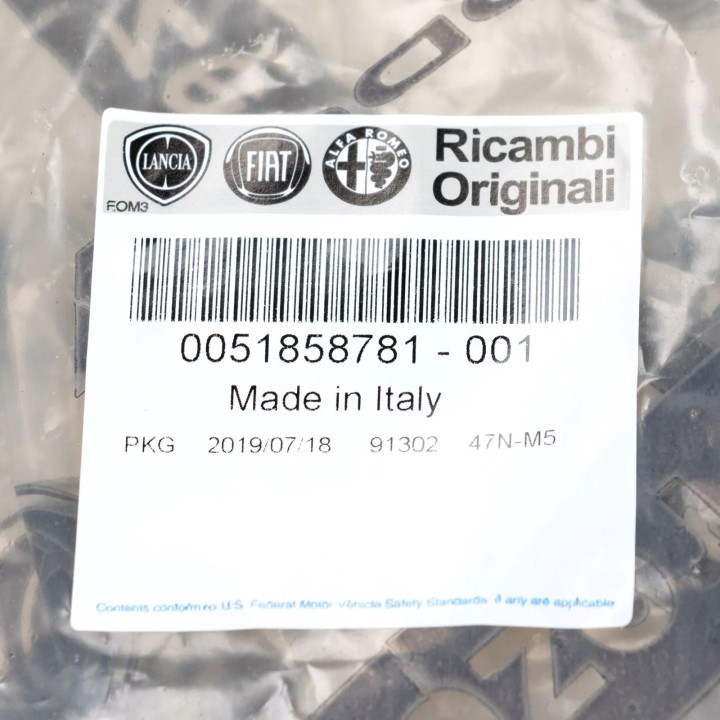 LANCIA
FIAT
ALFA ROMEO
Ricambi
Originali
F.OM3
0051858781 - 001
Made in Italy
PKG 2019/07/18 91302 47N-M5
Contents conform to U.S. Federal Motor Vehicle Safety Standards if any are applicable